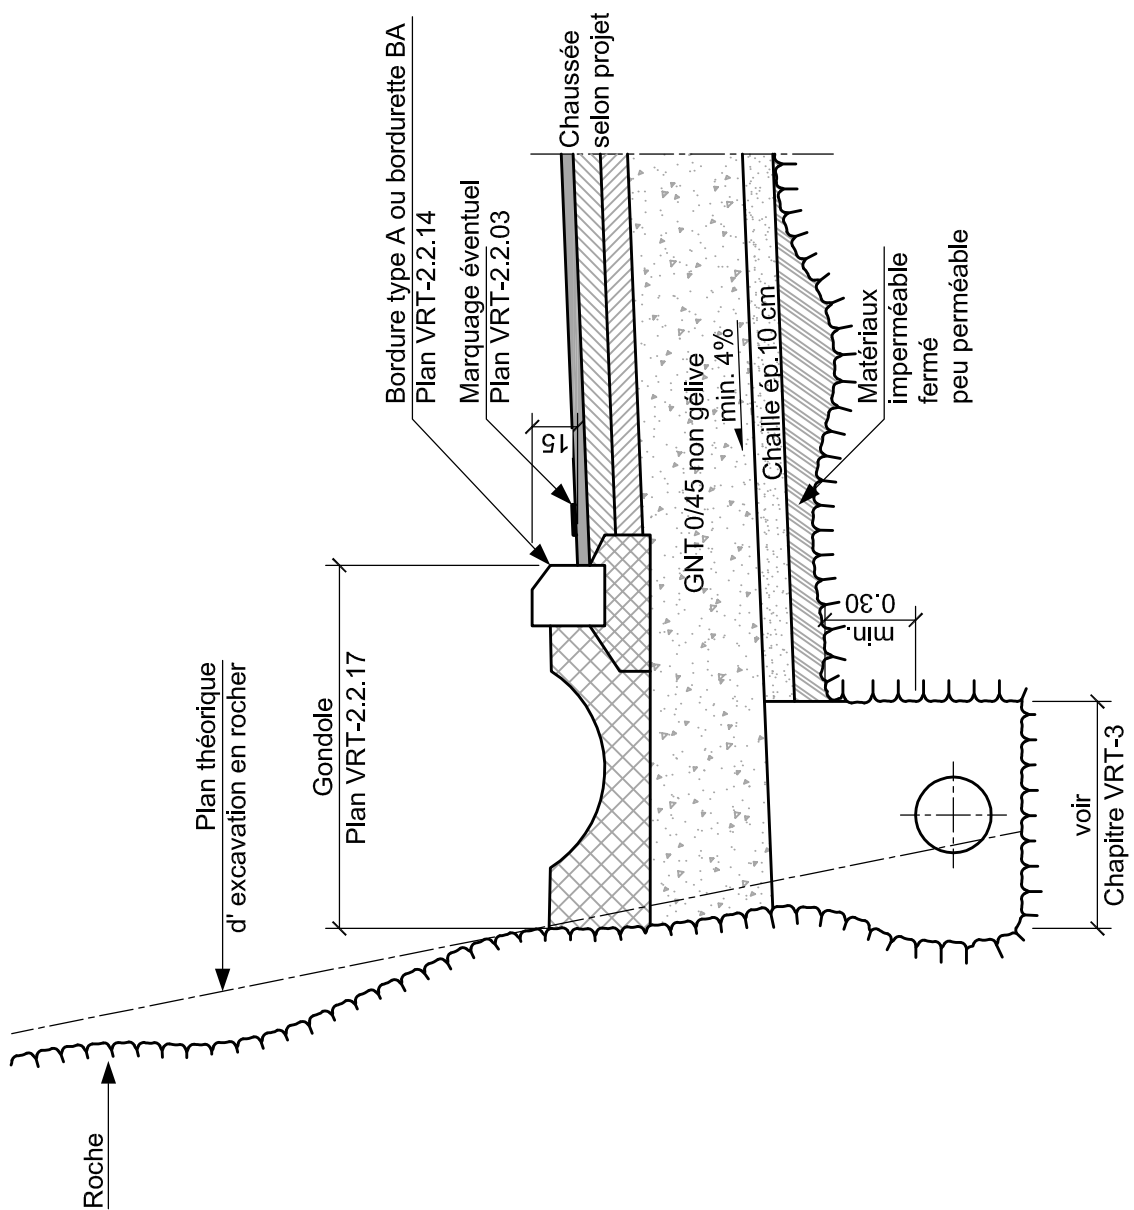 Roche
Plan théorique
d' excavation en rocher
Gondole
Plan VRT-2.2.17
Bordure type A ou bordurette BA
Plan VRT-2.2.14
Marquage éventuel
Plan VRT-2.2.03
Chaussée
selon projet
15
GNT 0/45 non gélive
min. 4%
Chaille ép.10 cm
Matériaux
imperméable
fermé
peu perméable
min.
0.30
voir
Chapitre VRT-3